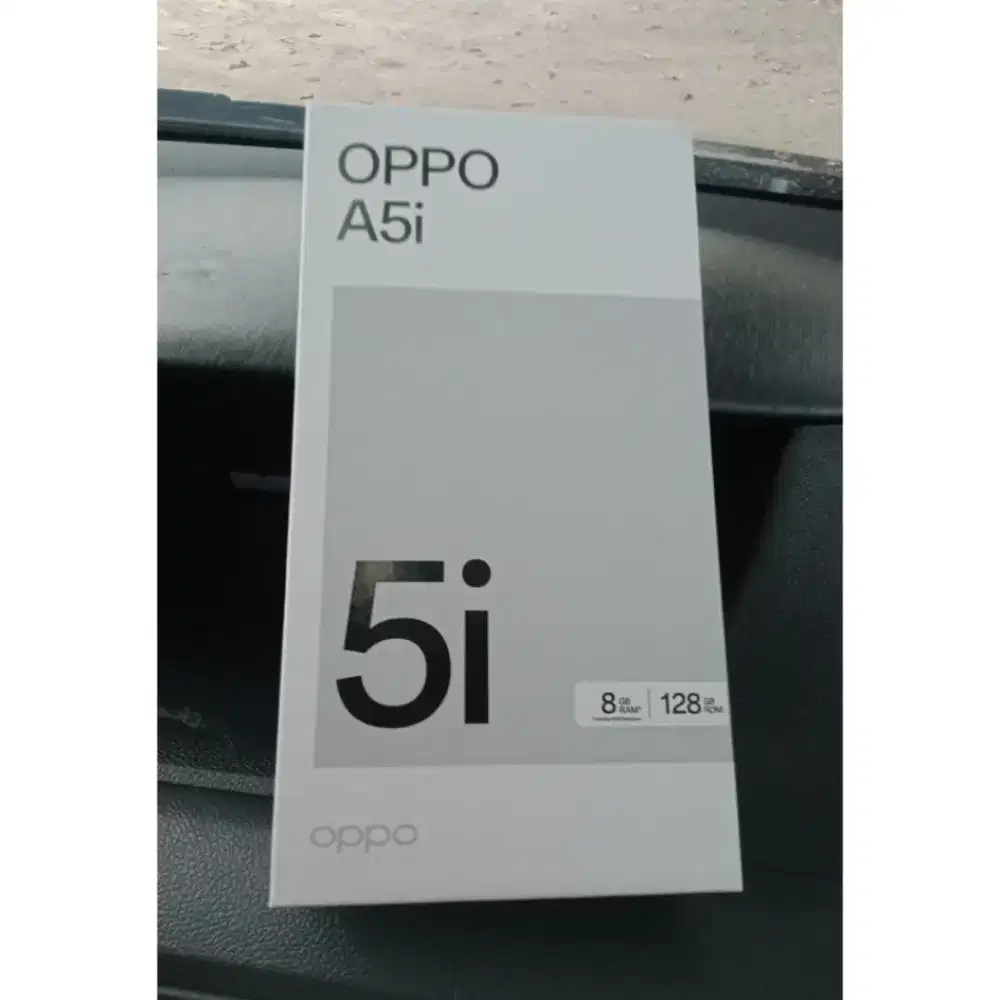 OPPO
A5i
5i
8 GB RAM* | 128 GB ROM
oppo